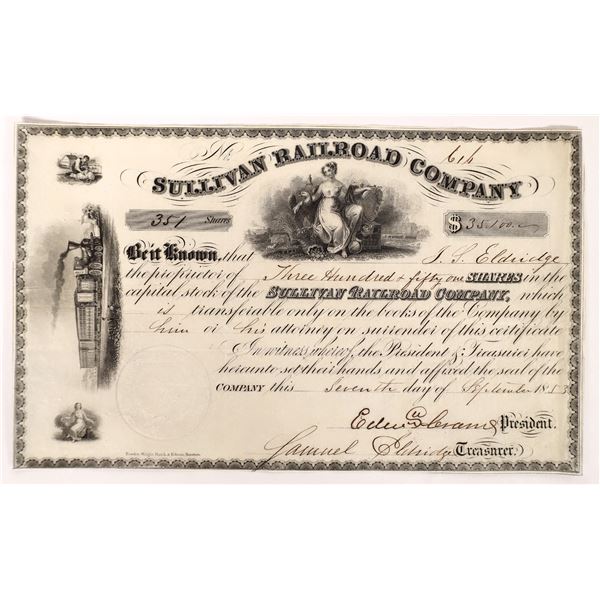 No. 616
SULLIVAN RAILROAD COMPANY
351 Shares $35100.
Be it Known, that J. S. Eldridge
the proprietor of Three Hundred & fifty one SHARES in the
capital stock of the SULLIVAN RAILROAD COMPANY, which
is transferable only on the books of the Company by
him or his attorney on surrender of this certificate
In witness whereof, the President & Treasurer have
hereunto set their hands and affixed the seal of the
COMPANY this Seventh day of September 1853
President.
Samuel Eldridge Treasurer.